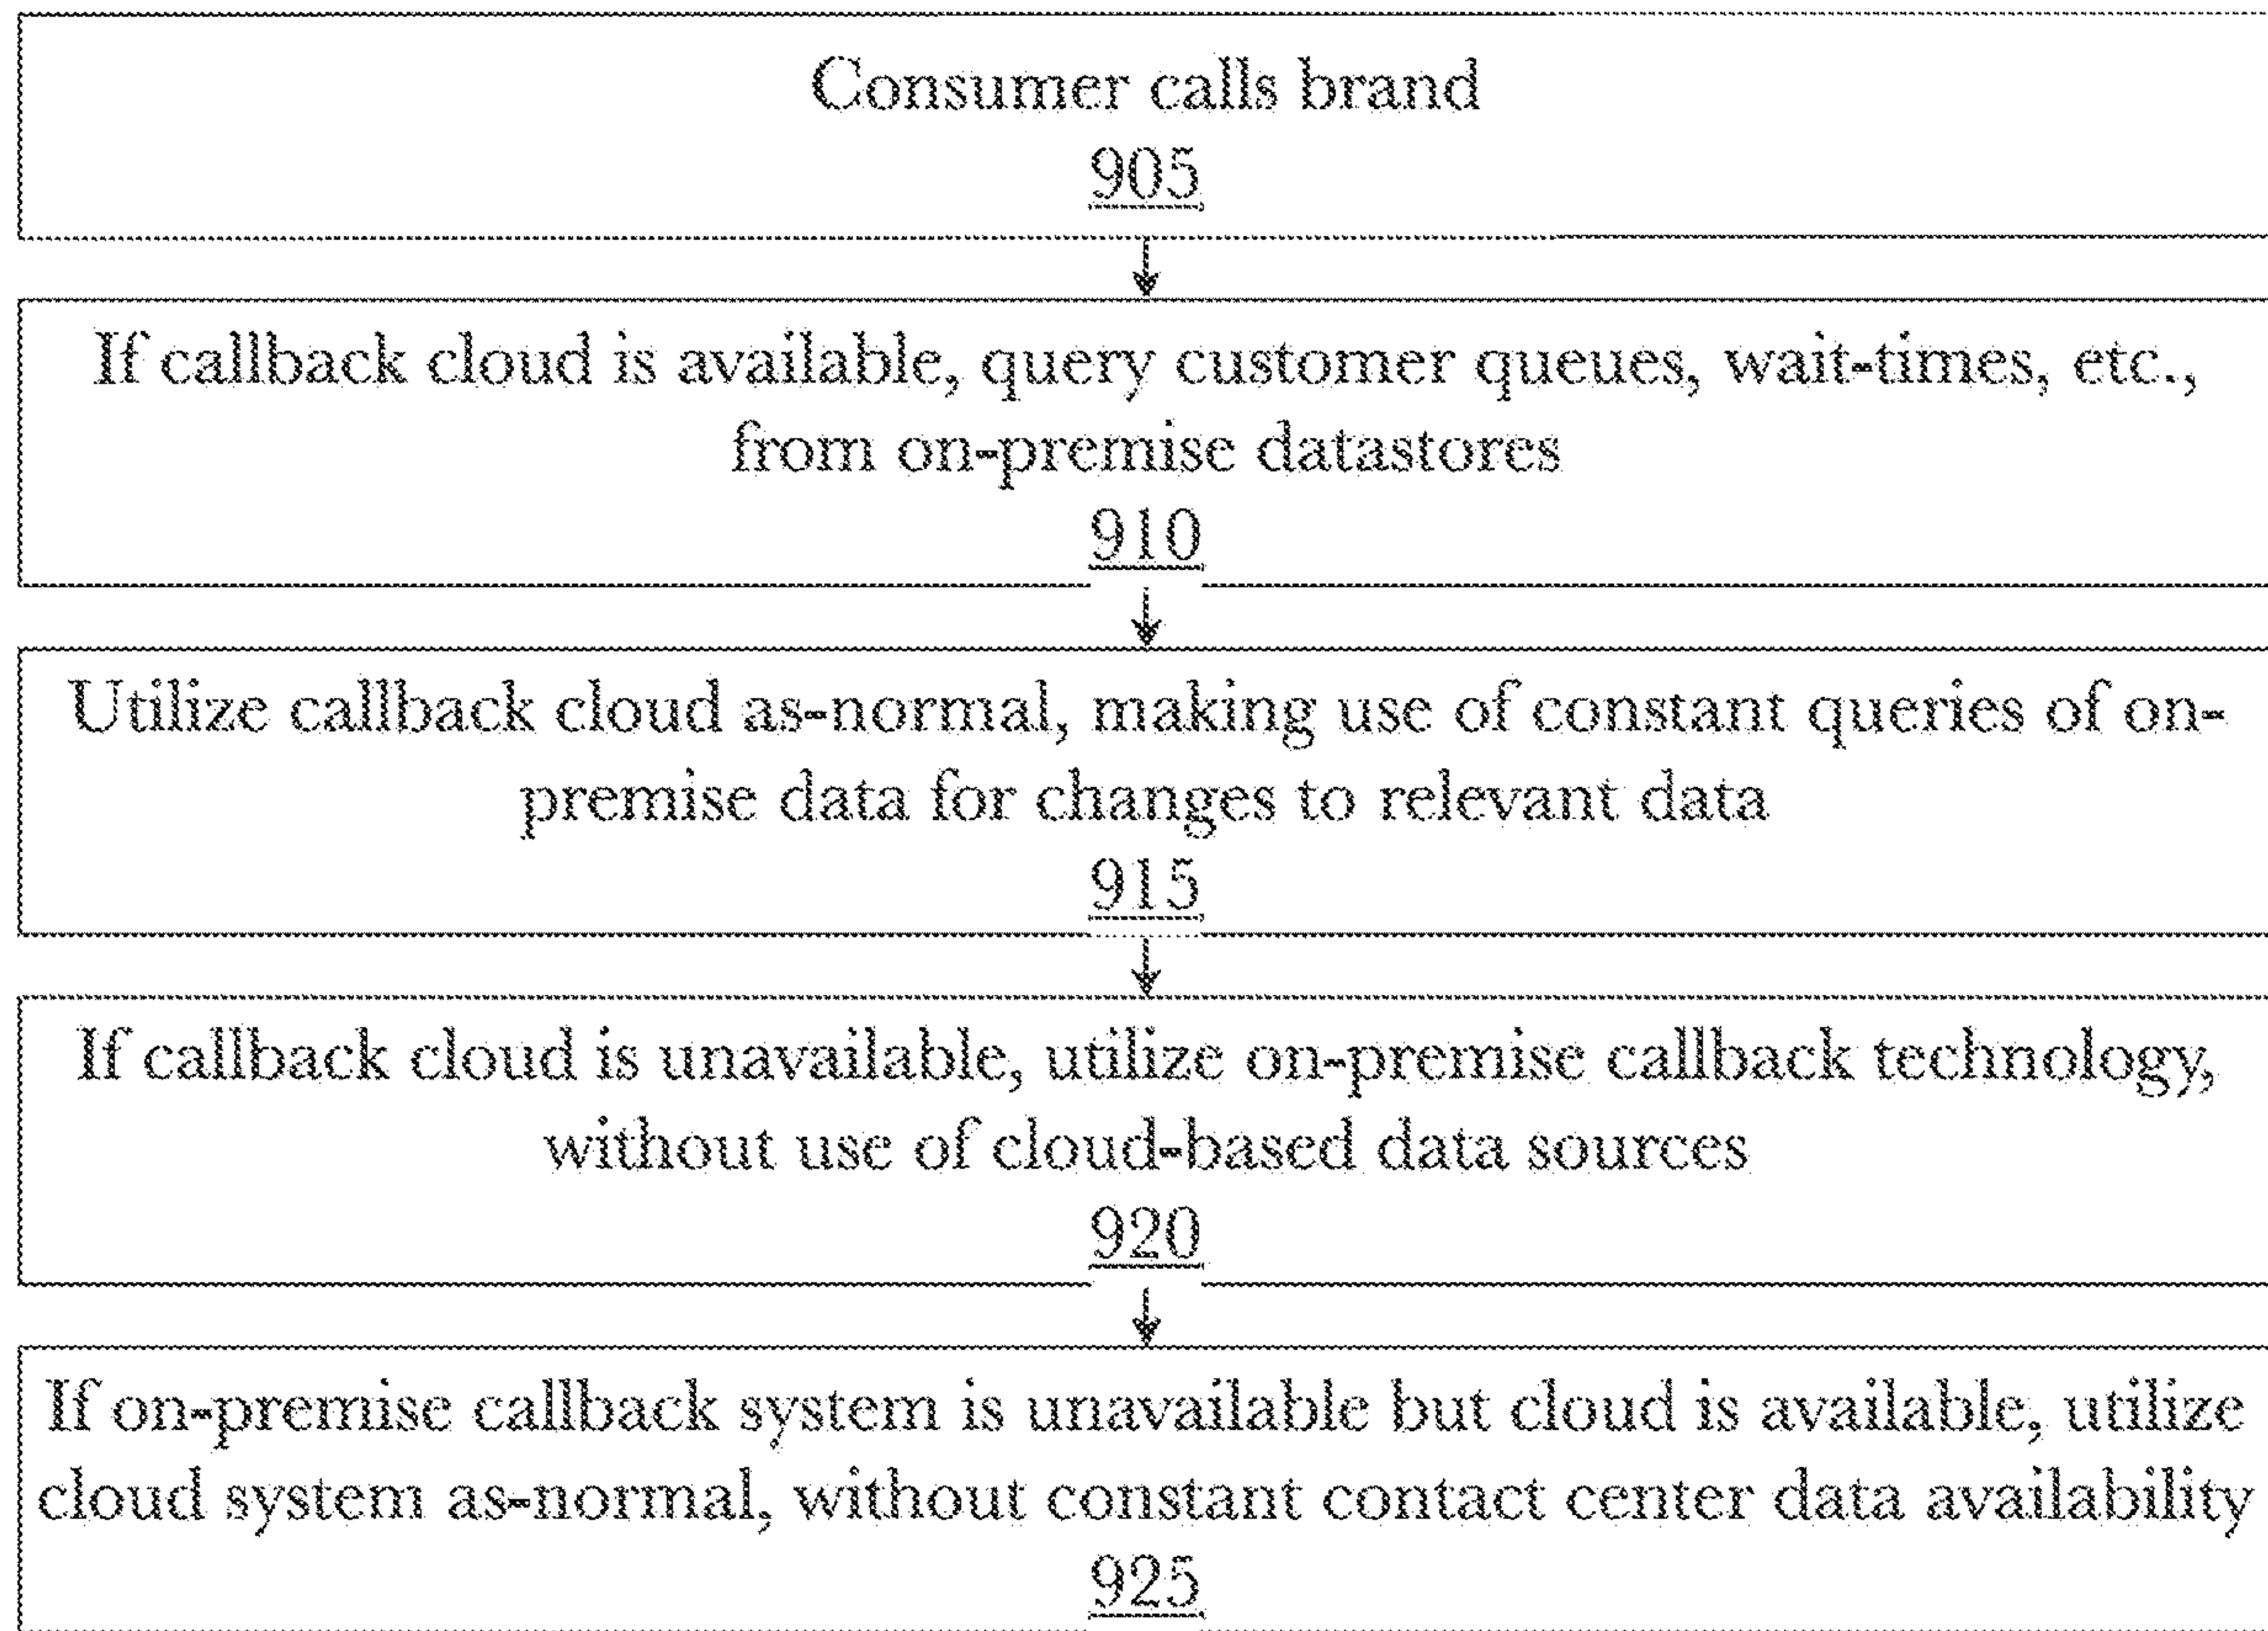 Consumer calls brand
905
If callback cloud is available, query customer queues, wait-times, etc.,
from on-premise datastores
910
Utilize callback cloud as-normal, making use of constant queries of on-
premise data for changes to relevant data
915
If callback cloud is unavailable, utilize on-premise callback technology,
without use of cloud-based data sources
920
If on-premise callback system is unavailable but cloud is available, utilize
cloud system as-normal, without constant contact center data availability
925